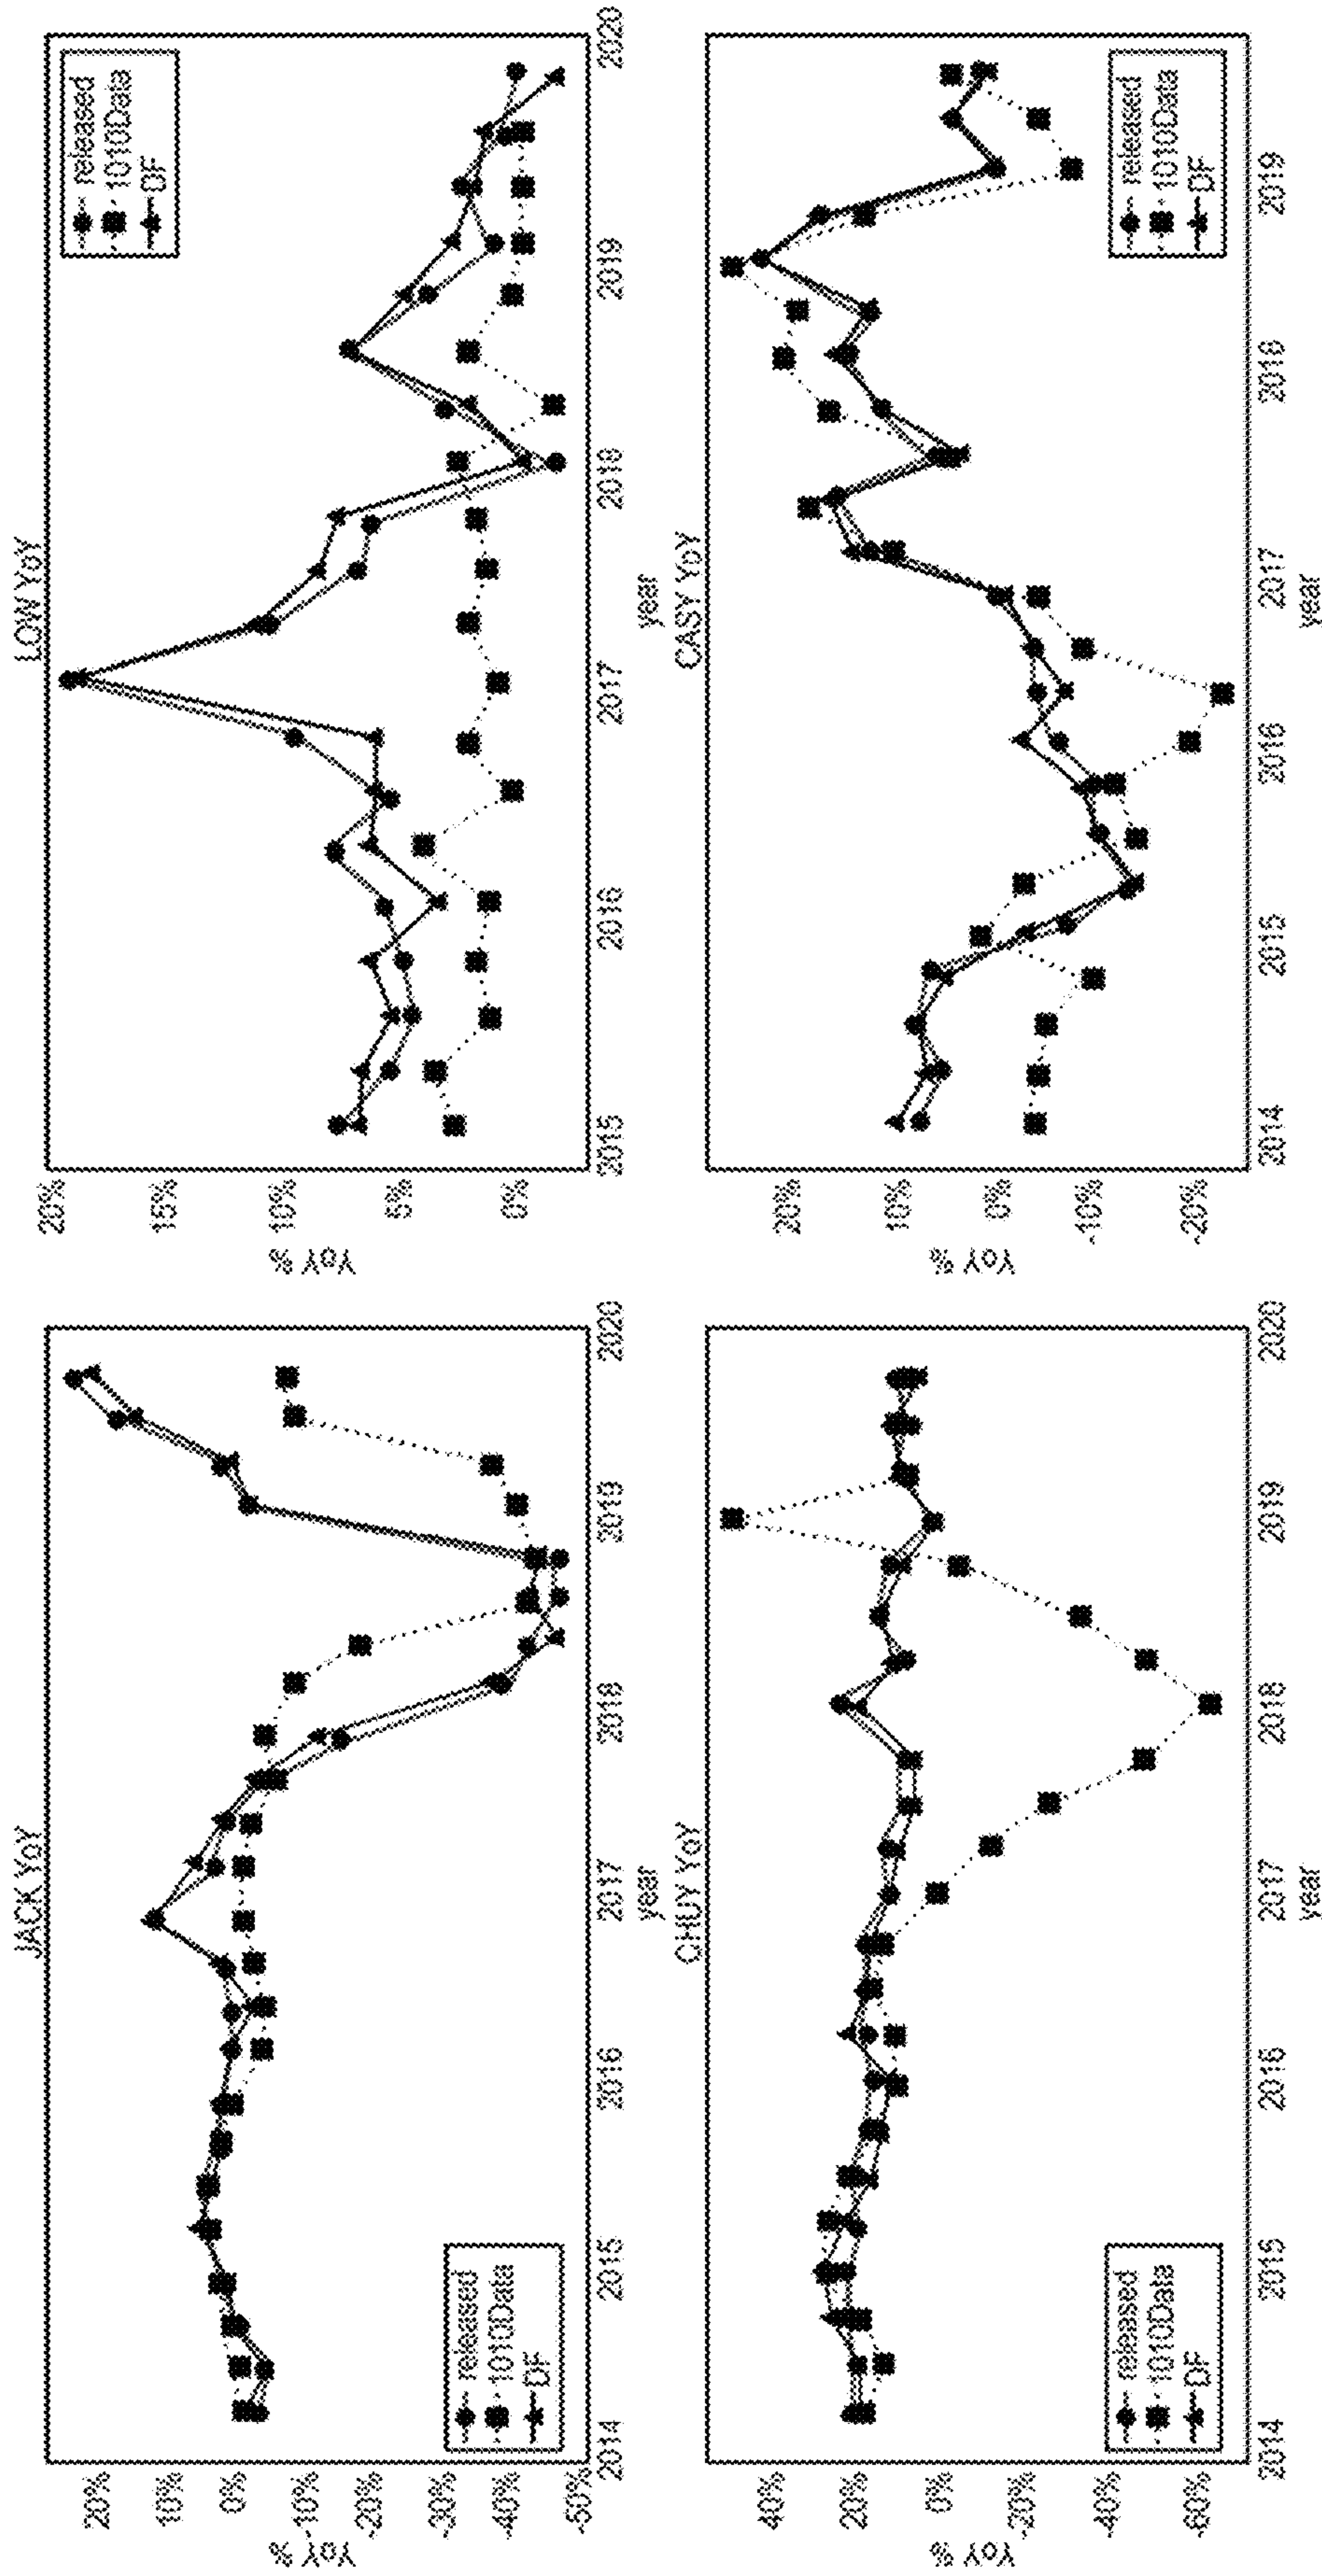 JACK YoY
YoY %
20%
10%
0%
-10%
-20%
-30%
-40%
-50%
released
1010Data
DF
2014
2015
2016
2017
2018
2019
2020
year
LOW YoY
YoY %
20%
15%
10%
5%
0%
released
1010Data
DF
2015
2016
2017
2018
2019
2020
year
CHUY YoY
YoY %
40%
20%
0%
-20%
-40%
-60%
released
1010Data
DF
2014
2015
2016
2017
2018
2019
2020
year
CASY YoY
YoY %
20%
10%
0%
-10%
-20%
released
1010Data
DF
2014
2015
2016
2017
2018
2019
year